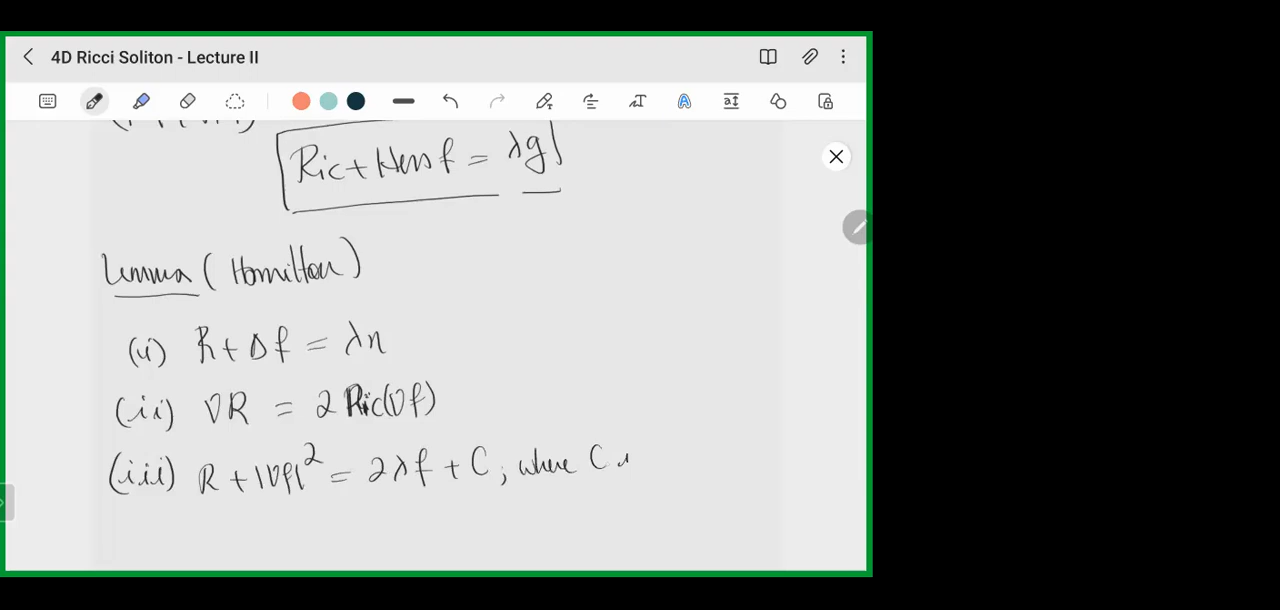 4D Ricci Soliton - Lecture II
Ric + Hess f = λg
Lemma (Hamilton)
(i) R + Δf = λn
(ii) ∇R = 2 Ric(∇f)
(iii) R + |∇f|² = 2λf + C, where C